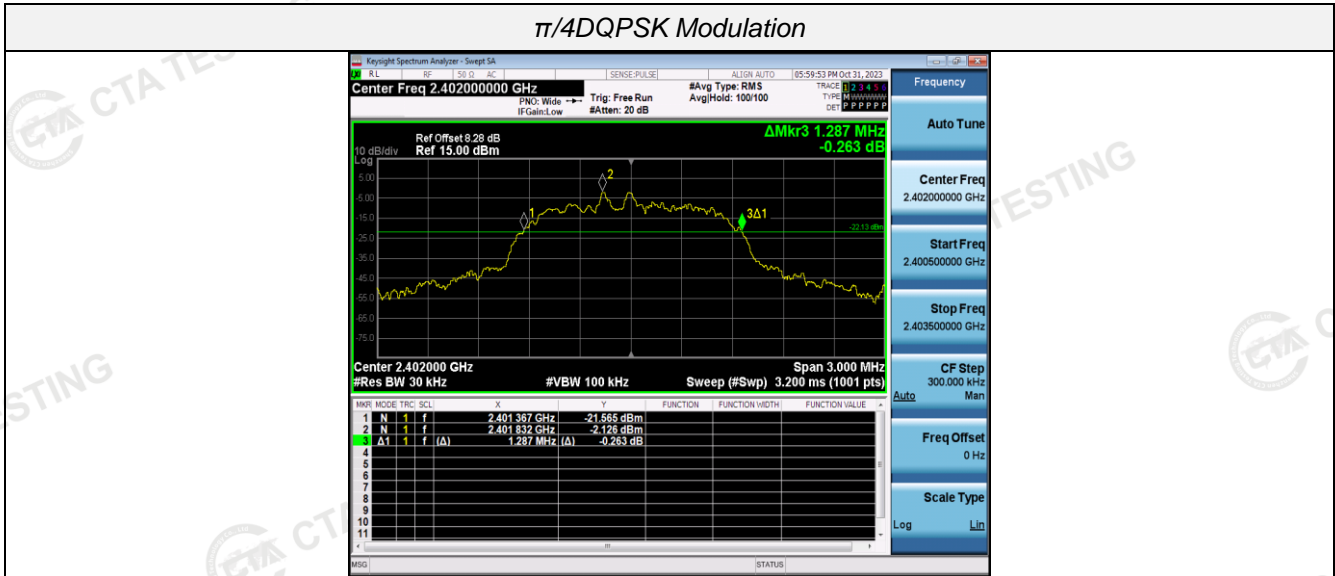 π/4DQPSK Modulation
CTA TESTING
Keysight Spectrum Analyzer - Swept SA
RL RF 50 Ω AC SENSE:PULSE ALIGN AUTO 05:59:53 PM Oct 31, 2023
Center Freq 2.402000000 GHz
PNO: Wide
IFGain:Low
Trig: Free Run
#Atten: 20 dB
#Avg Type: RMS
Avg|Hold: 100/100
TRACE 1 2 3 4 5 6
TYPE MWWWWW
DET P P P P P P
Ref Offset 8.28 dB
10 dB/div Ref 15.00 dBm
Log
ΔMkr3 1.287 MHz
-0.263 dB
5.00
-5.00
-15.0
-25.0
-35.0
-45.0
-55.0
-65.0
-75.0
1
2
3Δ1
-22.13 dBm
Center 2.402000 GHz Span 3.000 MHz
#Res BW 30 kHz #VBW 100 kHz Sweep (#Swp) 3.200 ms (1001 pts)
MKR MODE TRC SCL X Y FUNCTION FUNCTION WIDTH FUNCTION VALUE
1 N 1 f 2.401 367 GHz -21.565 dBm
2 N 1 f 2.401 832 GHz -2.126 dBm
3 Δ1 1 f (Δ) 1.287 MHz (Δ) -0.263 dB
4
5
6
7
8
9
10
11
MSG STATUS
Frequency
Auto Tune
Center Freq
2.402000000 GHz
Start Freq
2.400500000 GHz
Stop Freq
2.403500000 GHz
CF Step
300.000 kHz
Auto Man
Freq Offset
0 Hz
Scale Type
Log Lin
TESTING
STING
CT
C